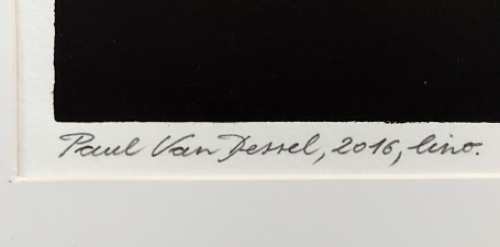 Paul Van Dessel, 2016, lino.